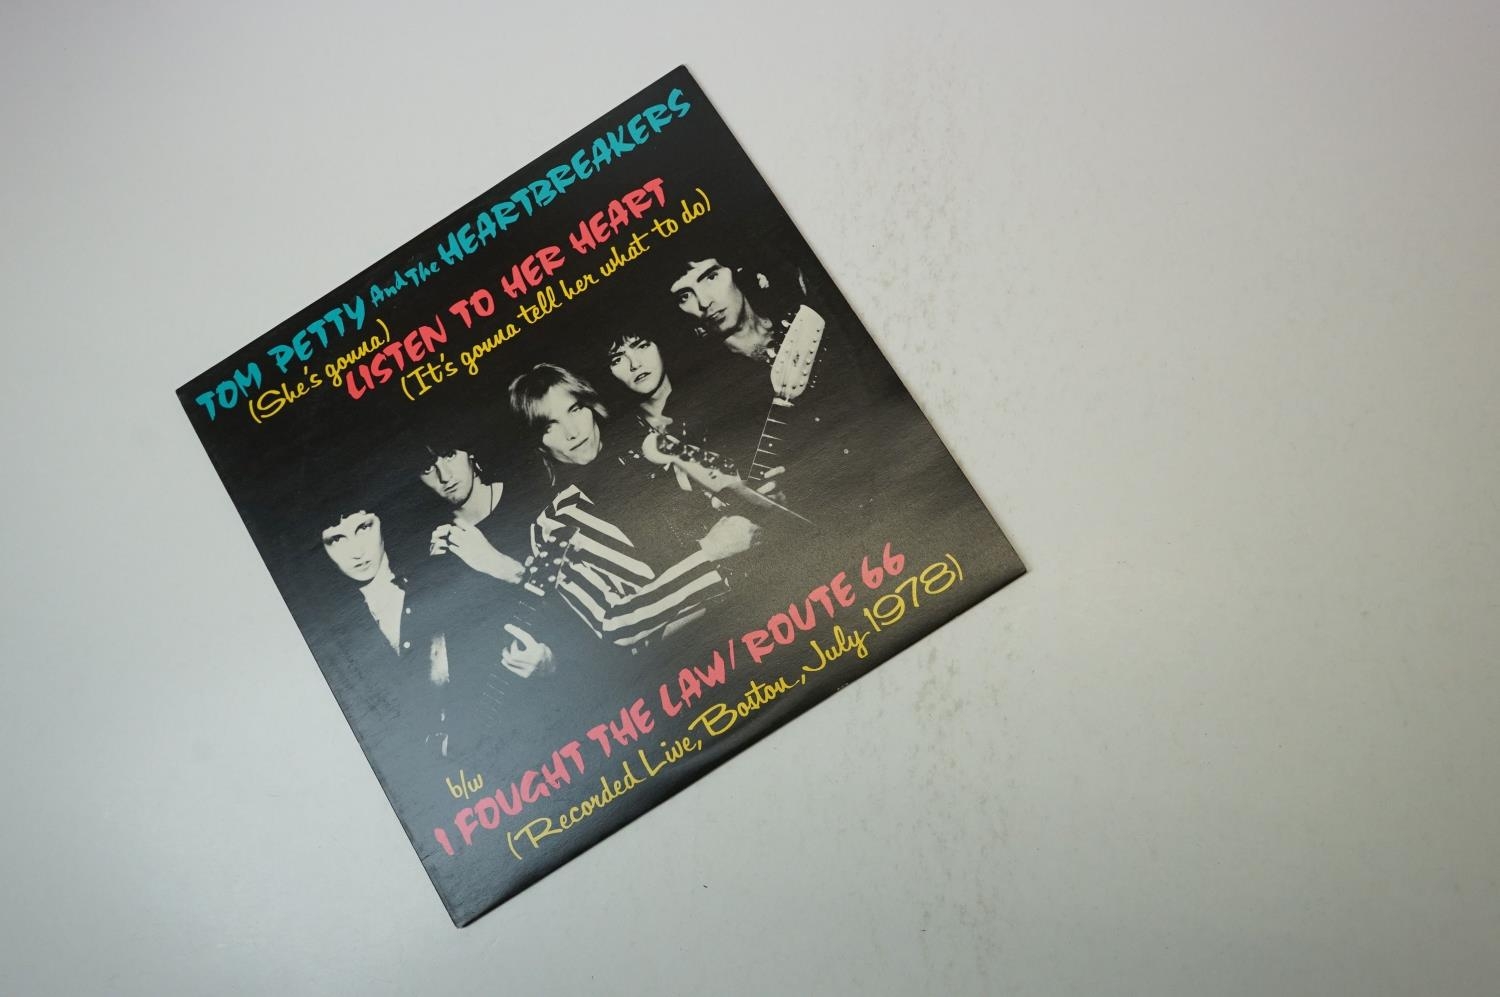 TOM PETTY And The HEARTBREAKERS
(She's gonna)
LISTEN TO HER HEART
(It's gonna tell her what to do)
b/w
I FOUGHT THE LAW/ROUTE 66
(Recorded Live, Boston, July 1978)